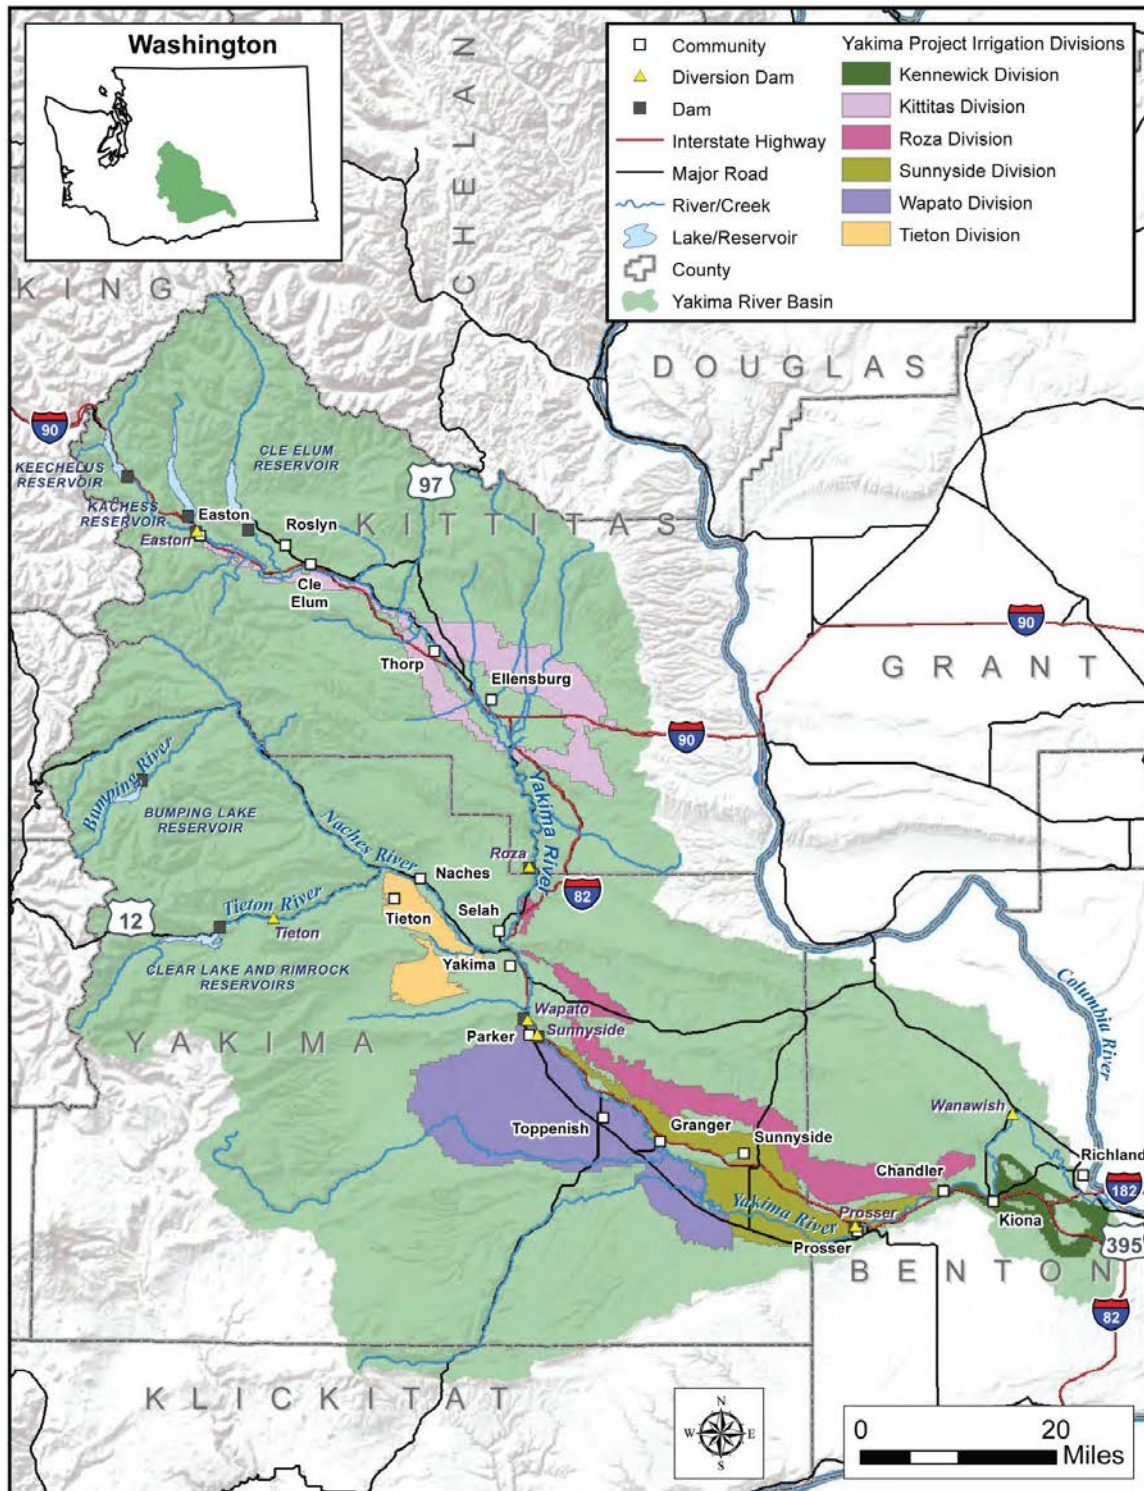 Washington
Community
Diversion Dam
Dam
Interstate Highway
Major Road
River/Creek
Lake/Reservoir
County
Yakima River Basin
Yakima Project Irrigation Divisions
Kennewick Division
Kittitas Division
Roza Division
Sunnyside Division
Wapato Division
Tieton Division
KING
CHELAN
DOUGLAS
90
KEECHELUS
RESERVOIR
CLE ELUM
RESERVOIR
97
KACHESS
RESERVOIR
Easton
Easton
Roslyn
KITTITAS
Cle
Elum
90
Thorp
GRANT
Ellensburg
90
Bumping River
BUMPING LAKE
RESERVOIR
Yakima River
Naches River
Roza
Naches
82
Tieton River
Tieton
12
Tieton
Selah
Yakima
CLEAR LAKE AND RIMROCK
RESERVOIRS
Columbia River
Wapato
YAKIMA
Parker
Sunnyside
Wanawish
Toppenish
Granger
Sunnyside
Richland
Chandler
182
Yakima River
Prosser
Kiona
Prosser
395
BENTON
82
KLICKITAT
N
W
E
S
0
20
Miles